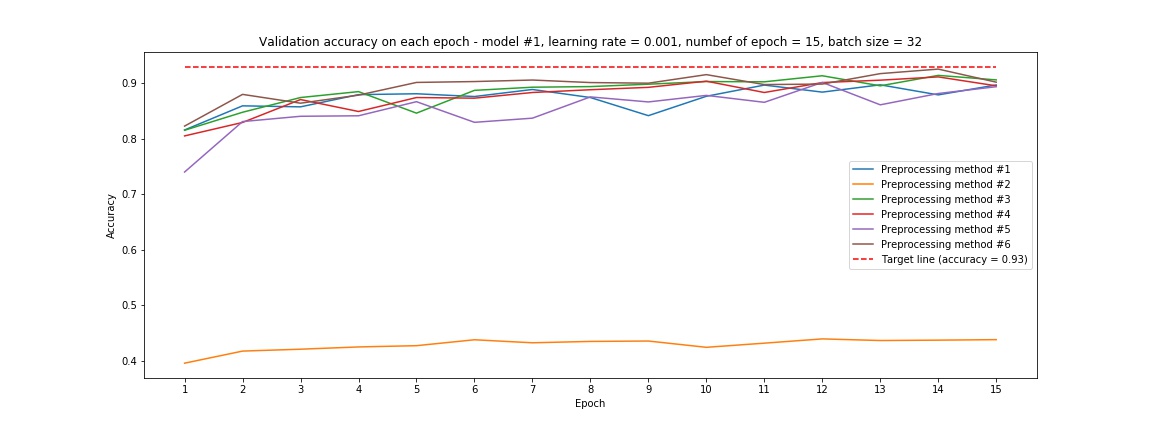 Validation accuracy on each epoch - model #1, learning rate = 0.001, numbef of epoch = 15, batch size = 32
Accuracy
0.9
0.8
0.7
0.6
0.5
0.4
Preprocessing method #1
Preprocessing method #2
Preprocessing method #3
Preprocessing method #4
Preprocessing method #5
Preprocessing method #6
Target line (accuracy = 0.93)
1 2 3 4 5 6 7 8 9 10 11 12 13 14 15
Epoch